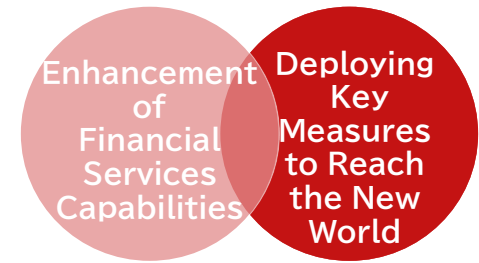 Enhancement
of
Financial
Services
Capabilities
Deploying
Key
Measures
to Reach
the New
World